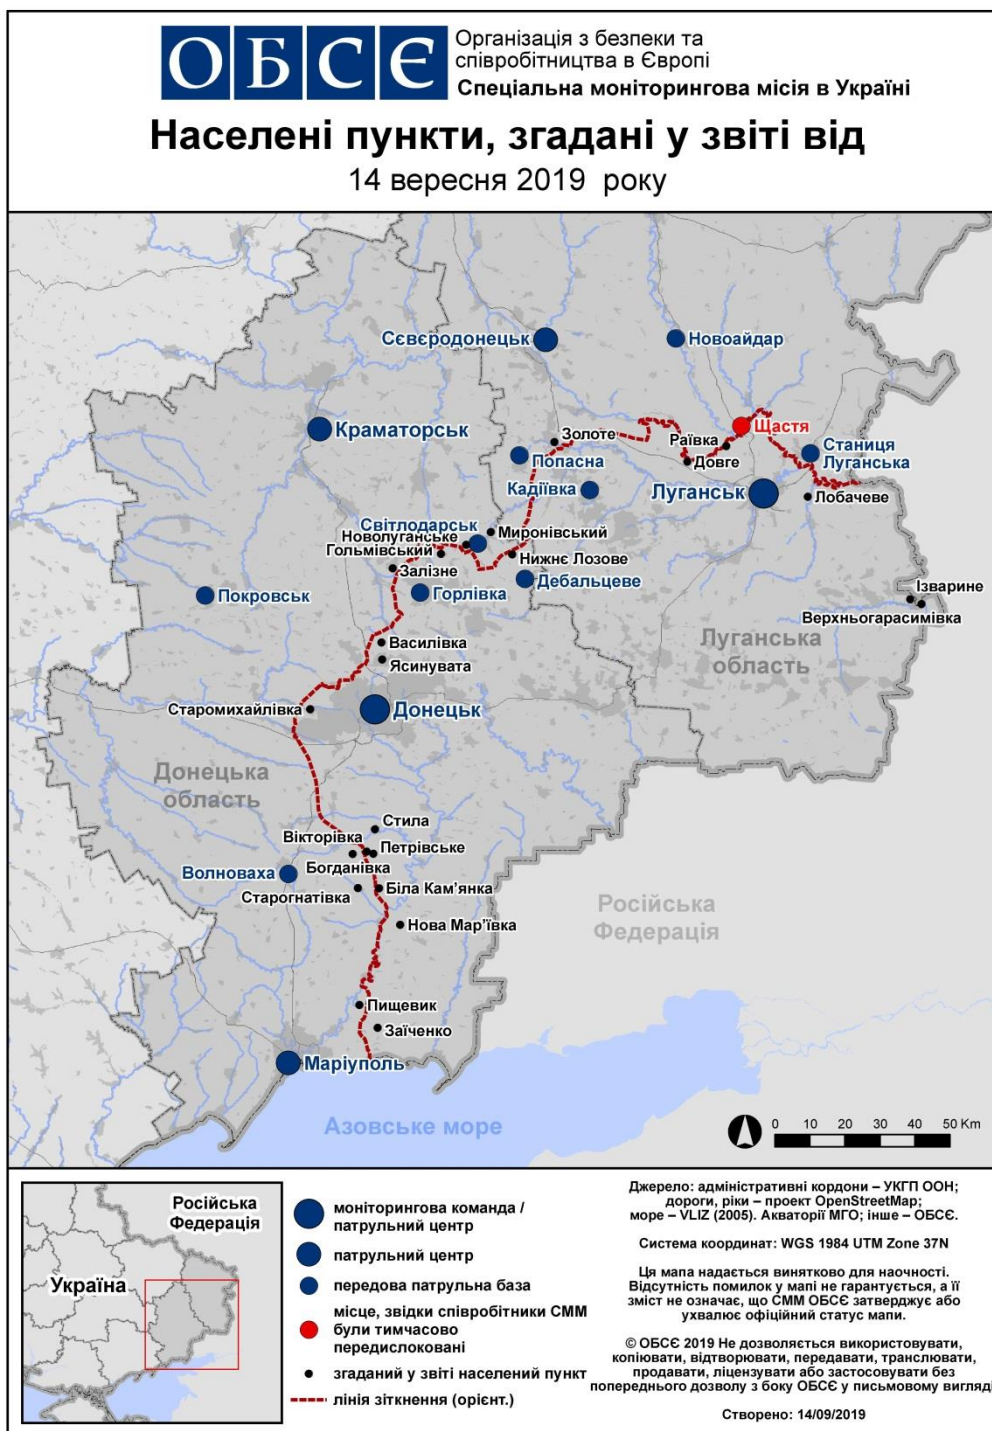 ОБСЄ
Організація з безпеки та
співробітництва в Європі
Спеціальна моніторингова місія в Україні
Населені пункти, згадані у звіті від
14 вересня 2019 року
Сєвєродонецьк
Новоайдар
Краматорськ
Золоте
Раївка
Щастя
Попасна
Довге
Станиця
Луганська
Кадіївка
Луганськ
Лобачеве
Світлодарськ
Миронівський
Новолуганське
Гольмівський
Нижнє Лозове
Залізне
Дебальцеве
Покровськ
Горлівка
Ізварине
Верхньогарасимівка
Василівка
Ясинувата
Луганська
область
Старомихайлівка
Донецьк
Донецька
область
Стила
Вікторівка
Петрівське
Богданівка
Волноваха
Старогнатівка
Біла Кам’янка
Російська
Федерація
Нова Мар’ївка
Пищевик
Заїченко
Маріуполь
Азовське море
0 10 20 30 40 50 Km
Російська
Федерація
Україна
моніторингова команда /
патрульний центр
патрульний центр
передова патрульна база
місце, звідки співробітники СММ
були тимчасово
передислоковані
згаданий у звіті населений пункт
лінія зіткнення (орієнт.)
Джерело: адміністративні кордони – УКГП ООН;
дороги, ріки – проект OpenStreetMap;
море – VLIZ (2005). Акваторії МГО; інше – ОБСЄ.
Система координат: WGS 1984 UTM Zone 37N
Ця мапа надається винятково для наочності.
Відсутність помилок у мапі не гарантується, а її
зміст не означає, що СММ ОБСЄ затверджує або
ухвалює офіційний статус мапи.
© ОБСЄ 2019 Не дозволяється використовувати,
копіювати, відтворювати, передавати, транслювати,
продавати, ліцензувати або застосовувати без
попереднього дозволу з боку ОБСЄ у письмовому вигляді
Створено: 14/09/2019